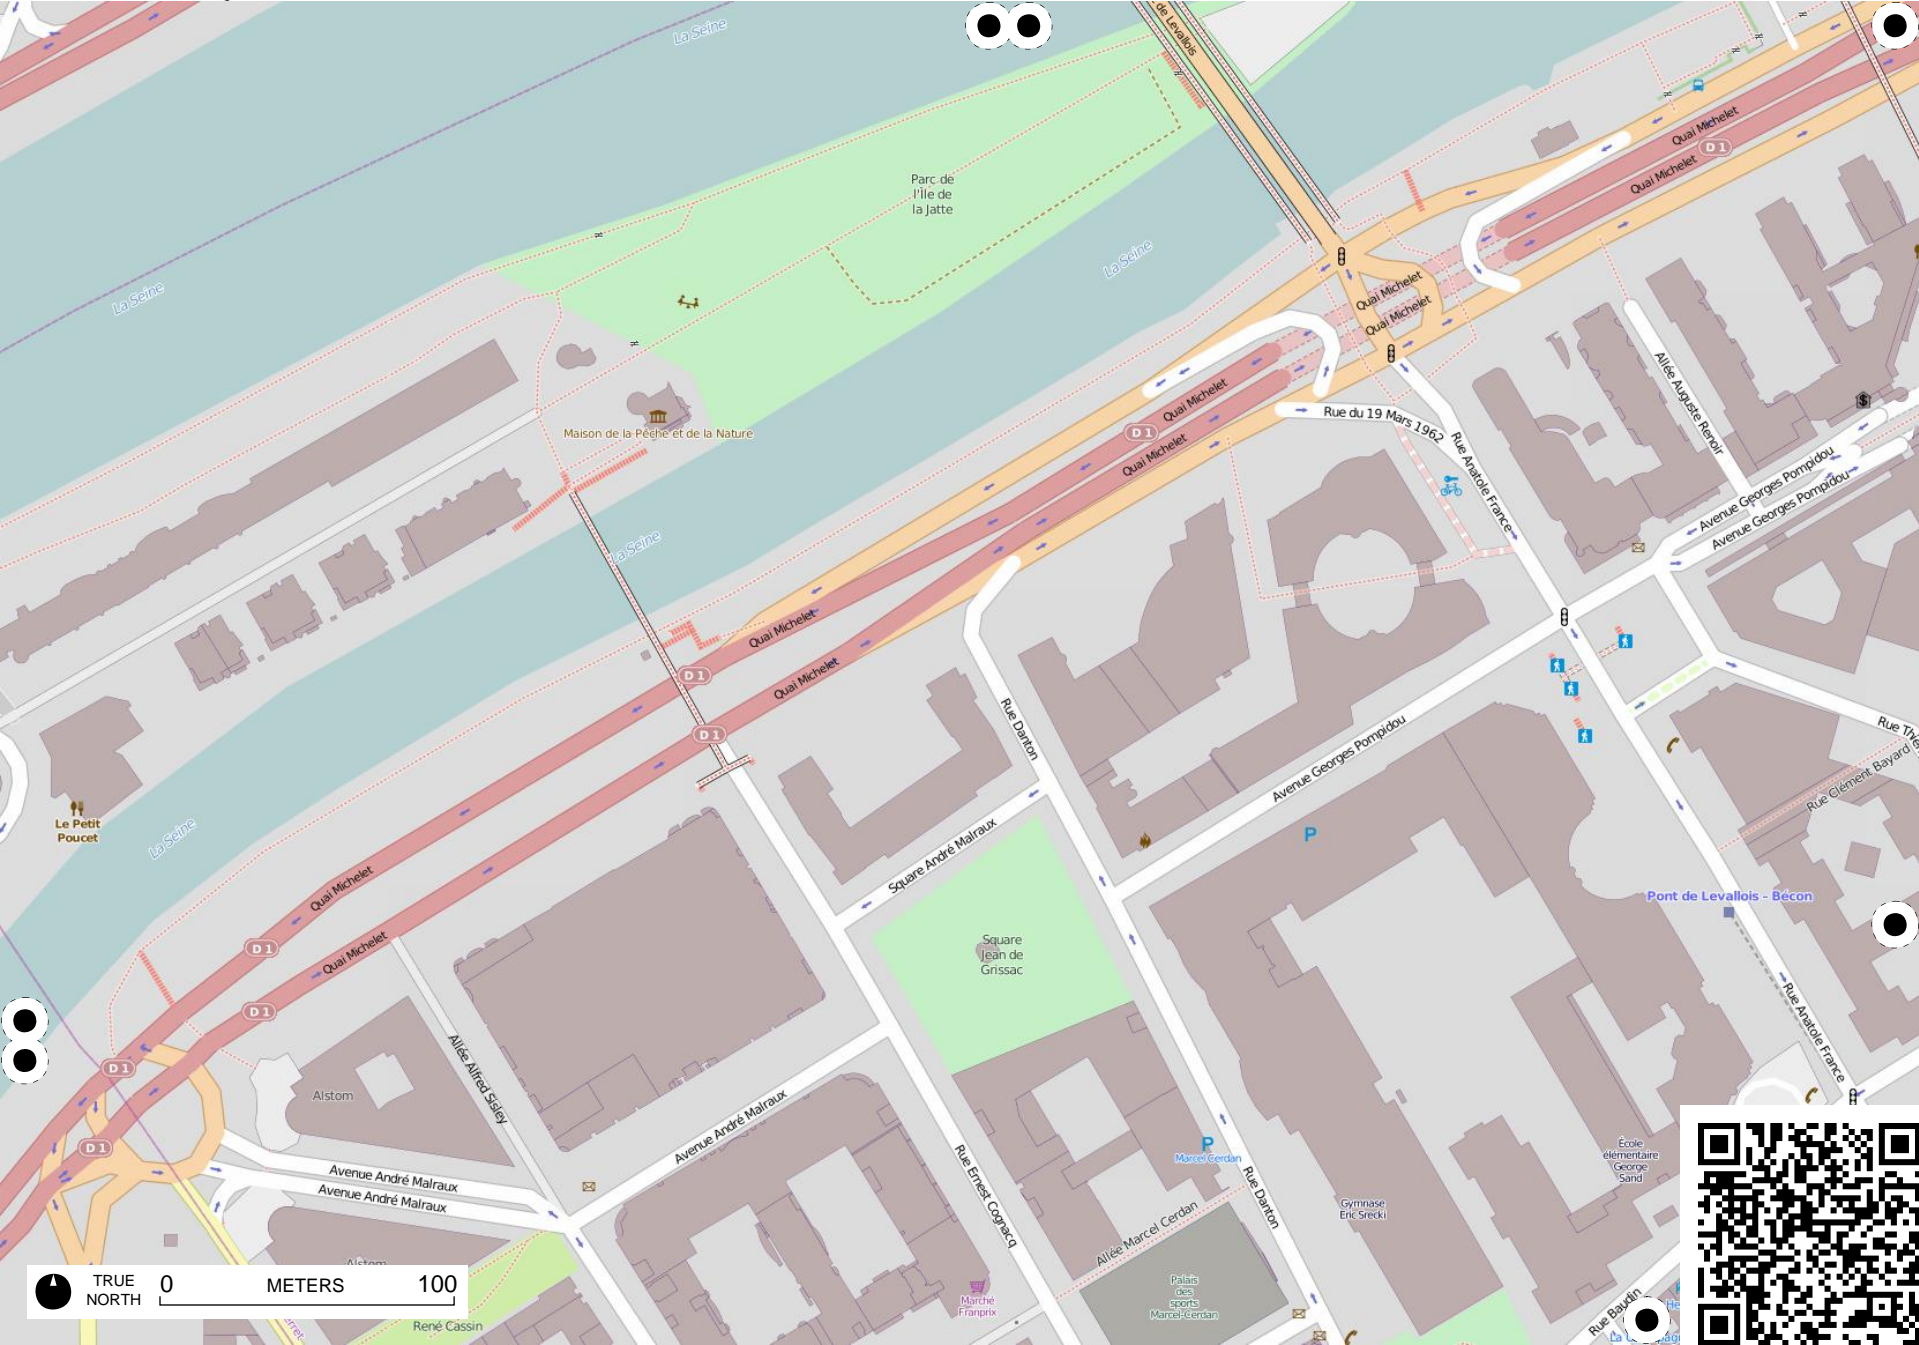 de Levallois
La Seine
Quai Michelet
D 1
Quai Michelet
Parc de
l'Île de
la Jatte
La Seine
La Seine
Quai Michelet
Quai Michelet
Allée Auguste Renoir
$
Quai Michelet
Rue du 19 Mars 1962
D 1
Maison de la Pêche et de la Nature
Quai Michelet
Rue Anatole France
Avenue Georges Pompidou
Avenue Georges Pompidou
La Seine
Quai Michelet
D 1
Quai Michelet
Rue Danton
D 1
Avenue Georges Pompidou
Rue Clément Bayard
Le Petit
Poucet
La Seine
P
Square André Malraux
Quai Michelet
Pont de Levallois - Bécon
D 1
Quai Michelet
Square
Jean de
Grissac
D 1
Rue Anatole France
Allée Alfred Sisley
D 1
Alstom
Avenue André Malraux
D 1
P
Marcel Cerdan
École
élémentaire
George
Sand
Avenue André Malraux
Avenue André Malraux
Rue Ernest Cognacq
Rue Danton
Gymnase
Eric Srecki
Allée Marcel Cerdan
Alstom
TRUE
NORTH
0 METERS 100
Palais
des
sports
Marcel-Cerdan
Marché
Franprix
René Cassin
Rue Baudin